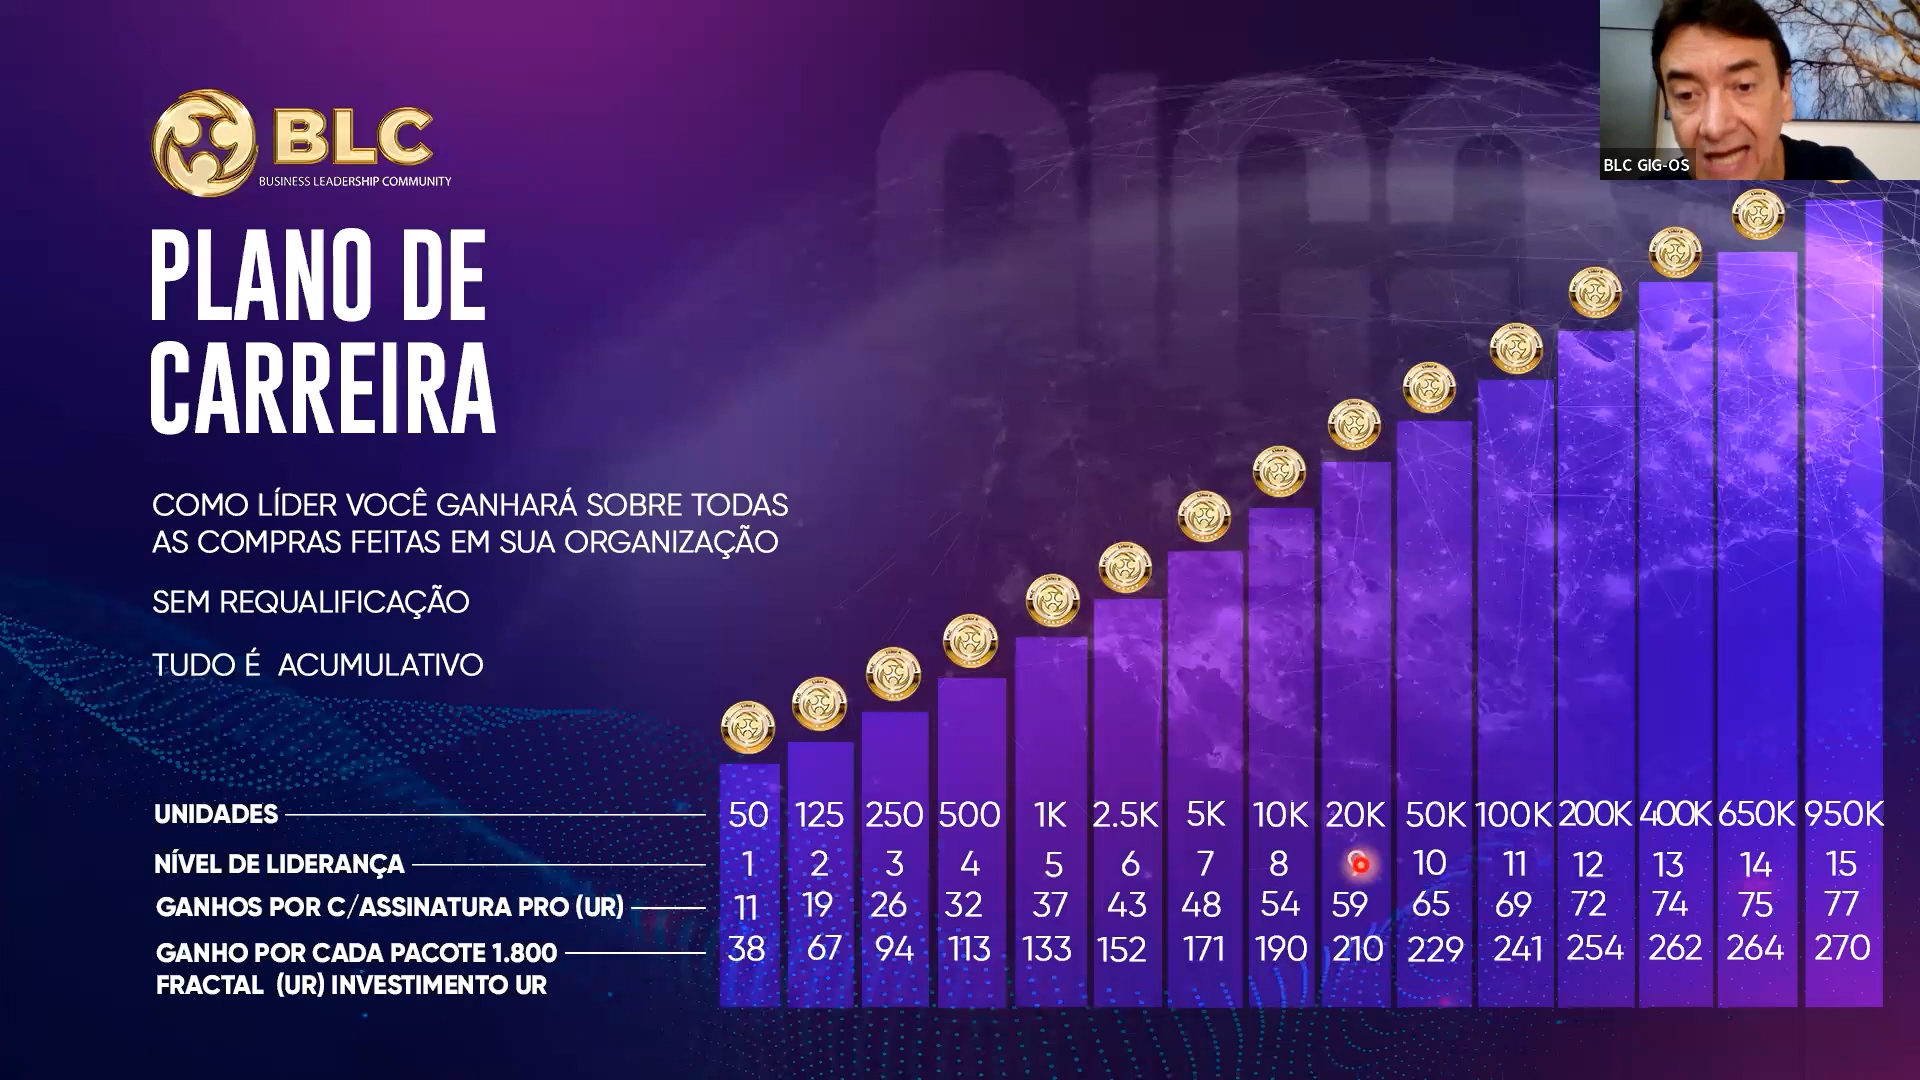 BLC GIG-OS
BLC
BUSINESS LEADERSHIP COMMUNITY
PLANO DE
CARREIRA
COMO LÍDER VOCÊ GANHARÁ SOBRE TODAS
AS COMPRAS FEITAS EM SUA ORGANIZAÇÃO
SEM REQUALIFICAÇÃO
TUDO É ACUMULATIVO
UNIDADES 50 125 250 500 1K 2.5K 5K 10K 20K 50K 100K 200K 400K 650K 950K
NÍVEL DE LIDERANÇA 1 2 3 4 5 6 7 8 9 10 11 12 13 14 15
GANHOS POR C/ASSINATURA PRO (UR) 11 19 26 32 37 43 48 54 59 65 69 72 74 75 77
GANHO POR CADA PACOTE 1.800 38 67 94 113 133 152 171 190 210 229 241 254 262 264 270
FRACTAL (UR) INVESTIMENTO UR